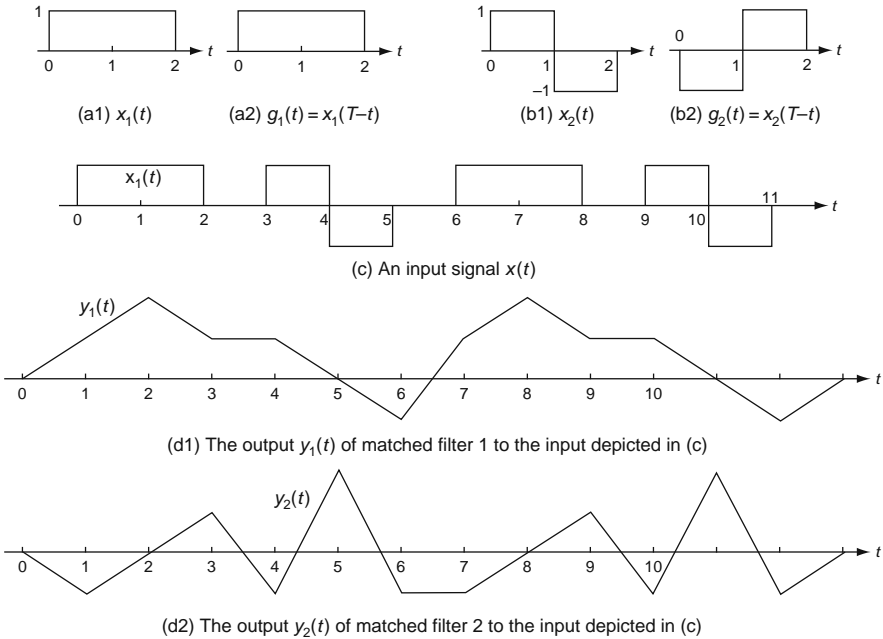 1
0 1 2 t
(a1) x₁(t)
0 1 2 t
(a2) g₁(t) = x₁(T–t)
1
0 1 2 t
–1
(b1) x₂(t)
0 1 2 t
(b2) g₂(t) = x₂(T–t)
x₁(t)
0 1 2 3 4 5 6 7 8 9 10 11 t
(c) An input signal x(t)
y₁(t)
0 1 2 3 4 5 6 7 8 9 10 t
(d1) The output y₁(t) of matched filter 1 to the input depicted in (c)
y₂(t)
0 1 2 3 4 5 6 7 8 9 10 t
(d2) The output y₂(t) of matched filter 2 to the input depicted in (c)